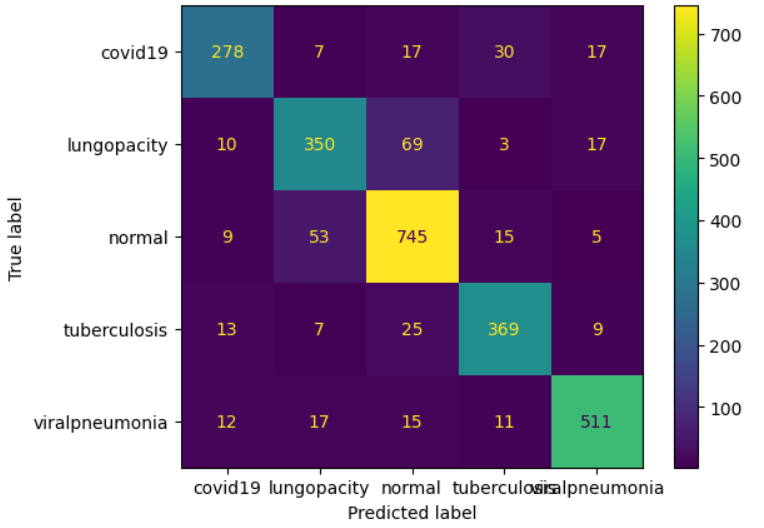 covid19 278 7 17 30 17
lungopacity 10 350 69 3 17
normal 9 53 745 15 5
tuberculosis 13 7 25 369 9
viralpneumonia 12 17 15 11 511
covid19 lungopacity normal tuberculosis viralpneumonia
Predicted label
True label
700
600
500
400
300
200
100